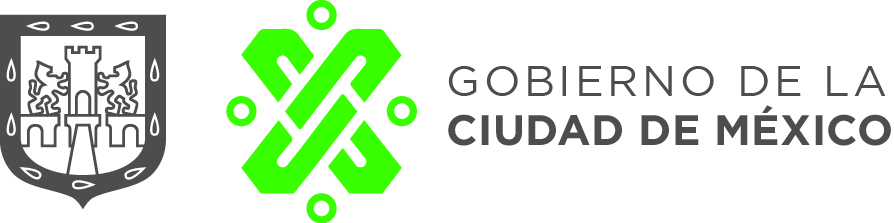 GOBIERNO DE LA
CIUDAD DE MÉXICO